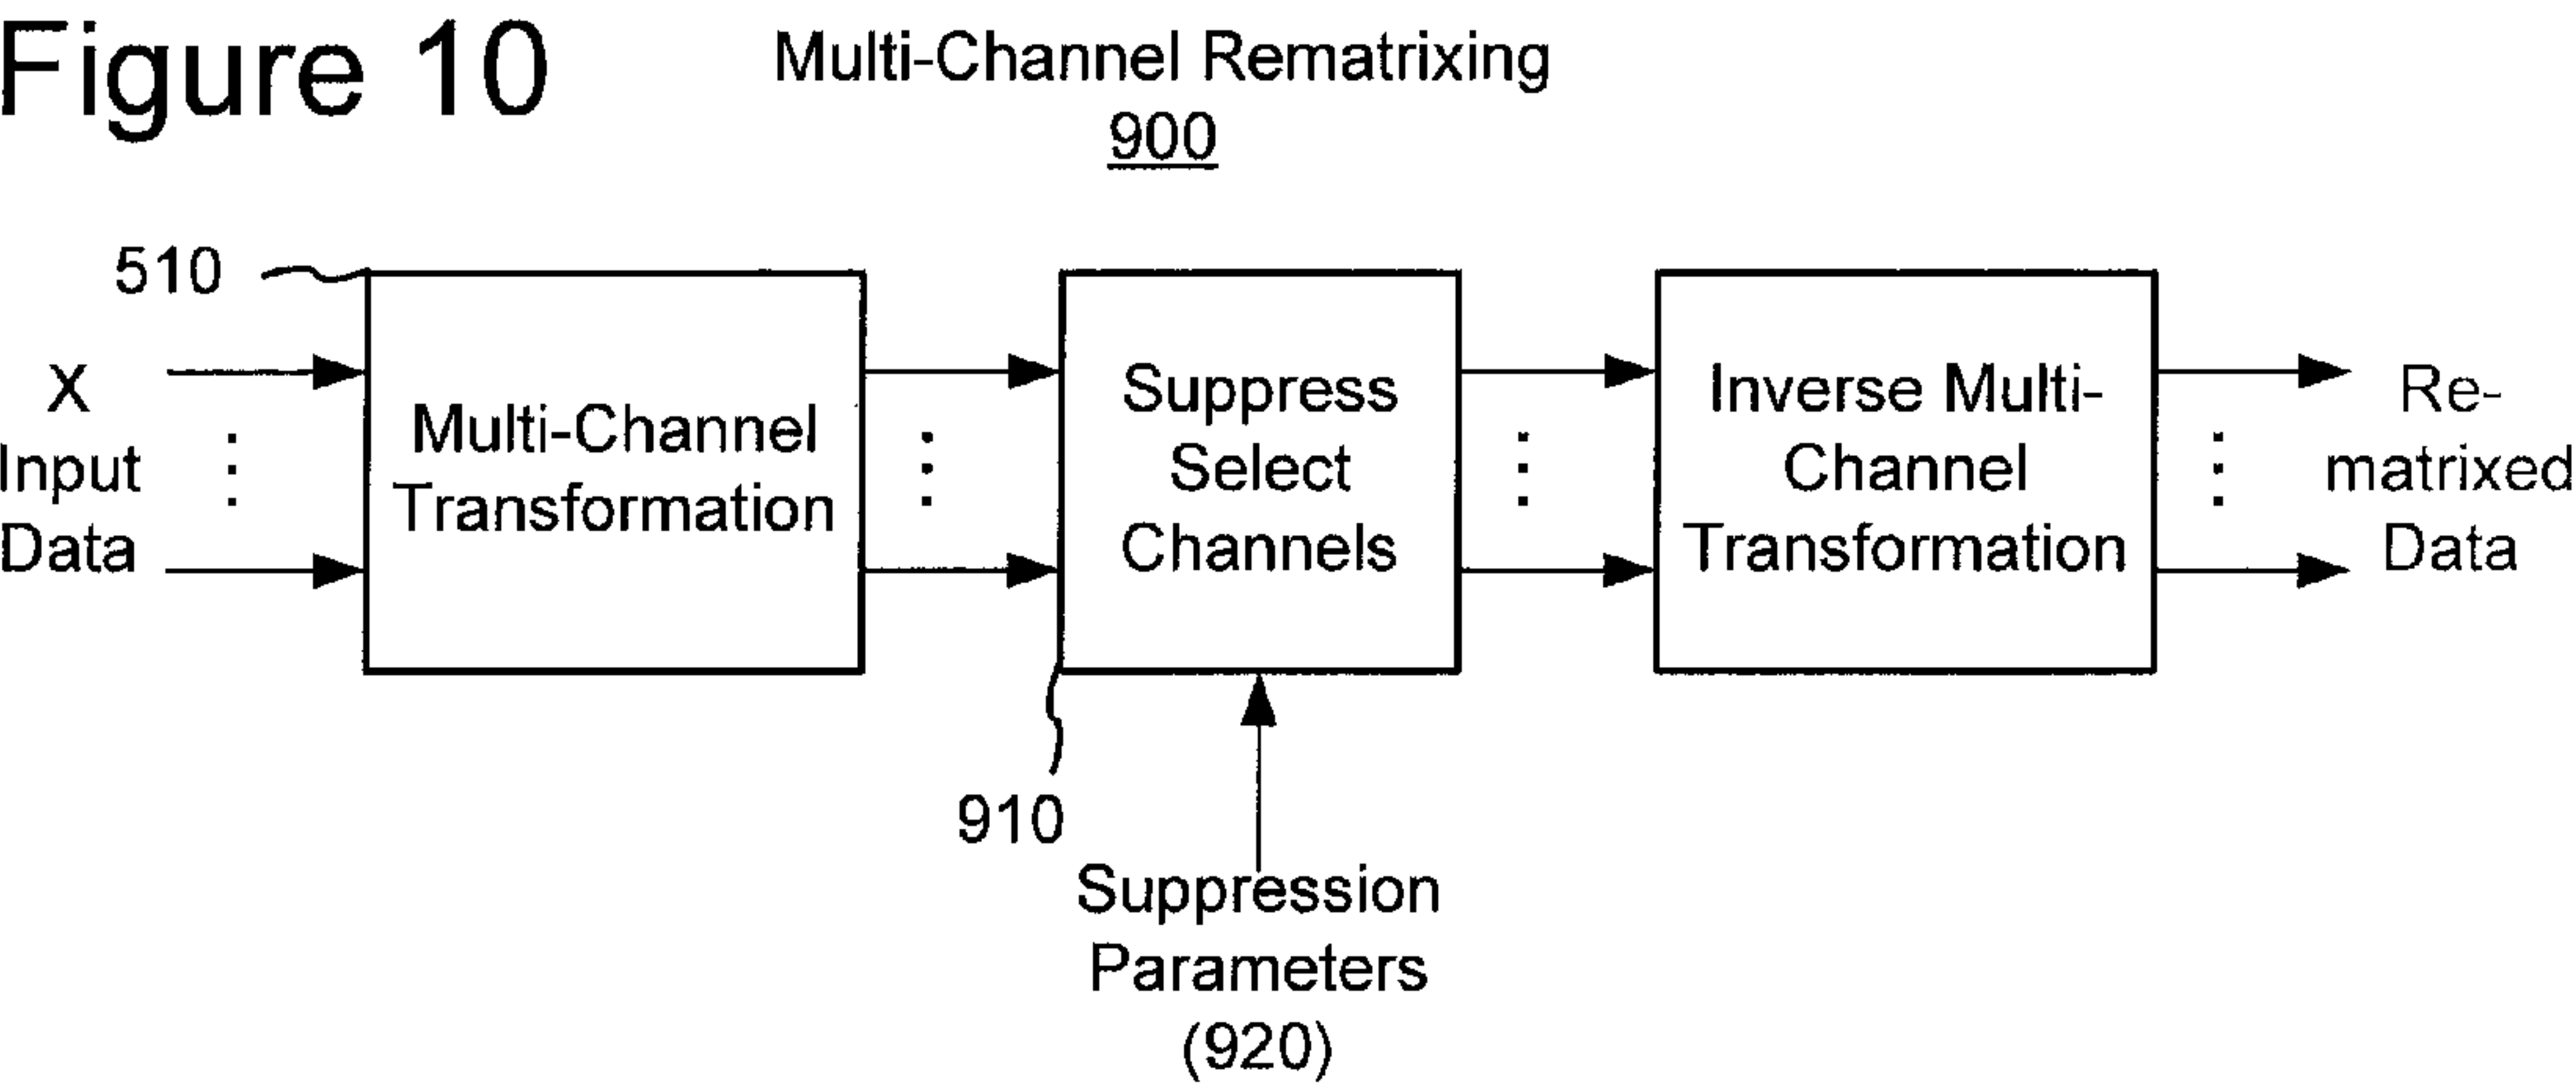 Figure 10
Multi-Channel Rematrixing
900
510
X
Input
Data
Multi-Channel
Transformation
Suppress
Select
Channels
Inverse Multi-
Channel
Transformation
Re-
matrixed
Data
910
Suppression
Parameters
(920)